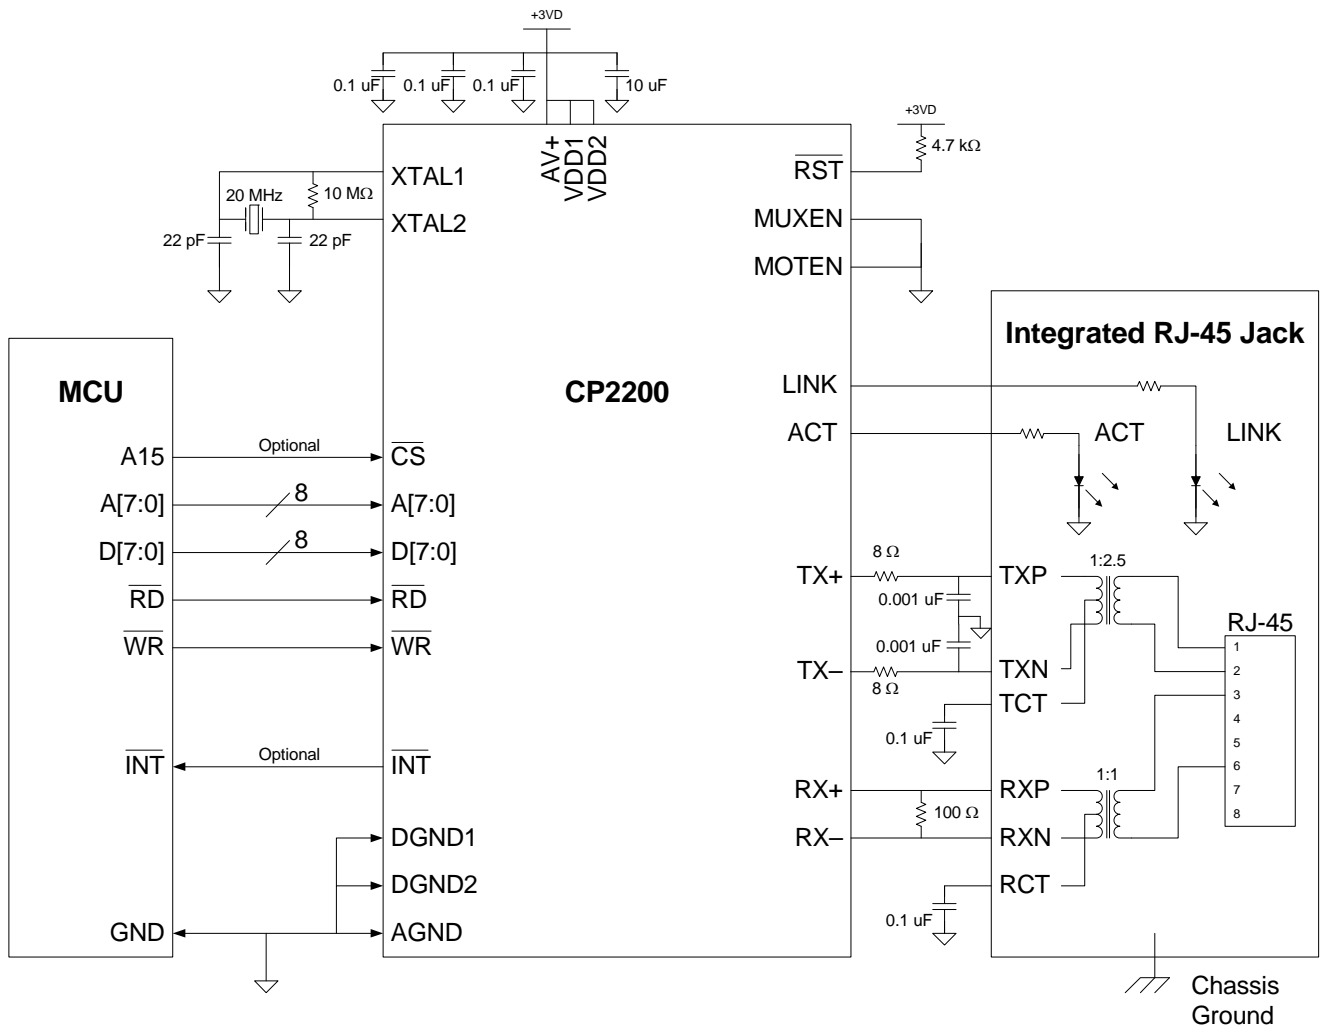 +3VD
0.1 uF 0.1 uF 0.1 uF 10 uF
+3VD
4.7 kΩ
AV+
VDD1
VDD2
XTAL1
RST
20 MHz
10 MΩ
XTAL2
MUXEN
22 pF
22 pF
MOTEN
Integrated RJ-45 Jack
MCU
CP2200
LINK
ACT
ACT
LINK
A15
Optional
CS
A[7:0]
8
A[7:0]
D[7:0]
8
D[7:0]
8 Ω
1:2.5
TX+
TXP
0.001 uF
RD
RD
RJ-45
WR
WR
0.001 uF
1
2
3
4
5
6
7
8
TX–
TXN
8 Ω
TCT
0.1 uF
INT
Optional
INT
RX+
RXP
1:1
100 Ω
DGND1
RX–
RXN
DGND2
RCT
0.1 uF
GND
AGND
Chassis
Ground